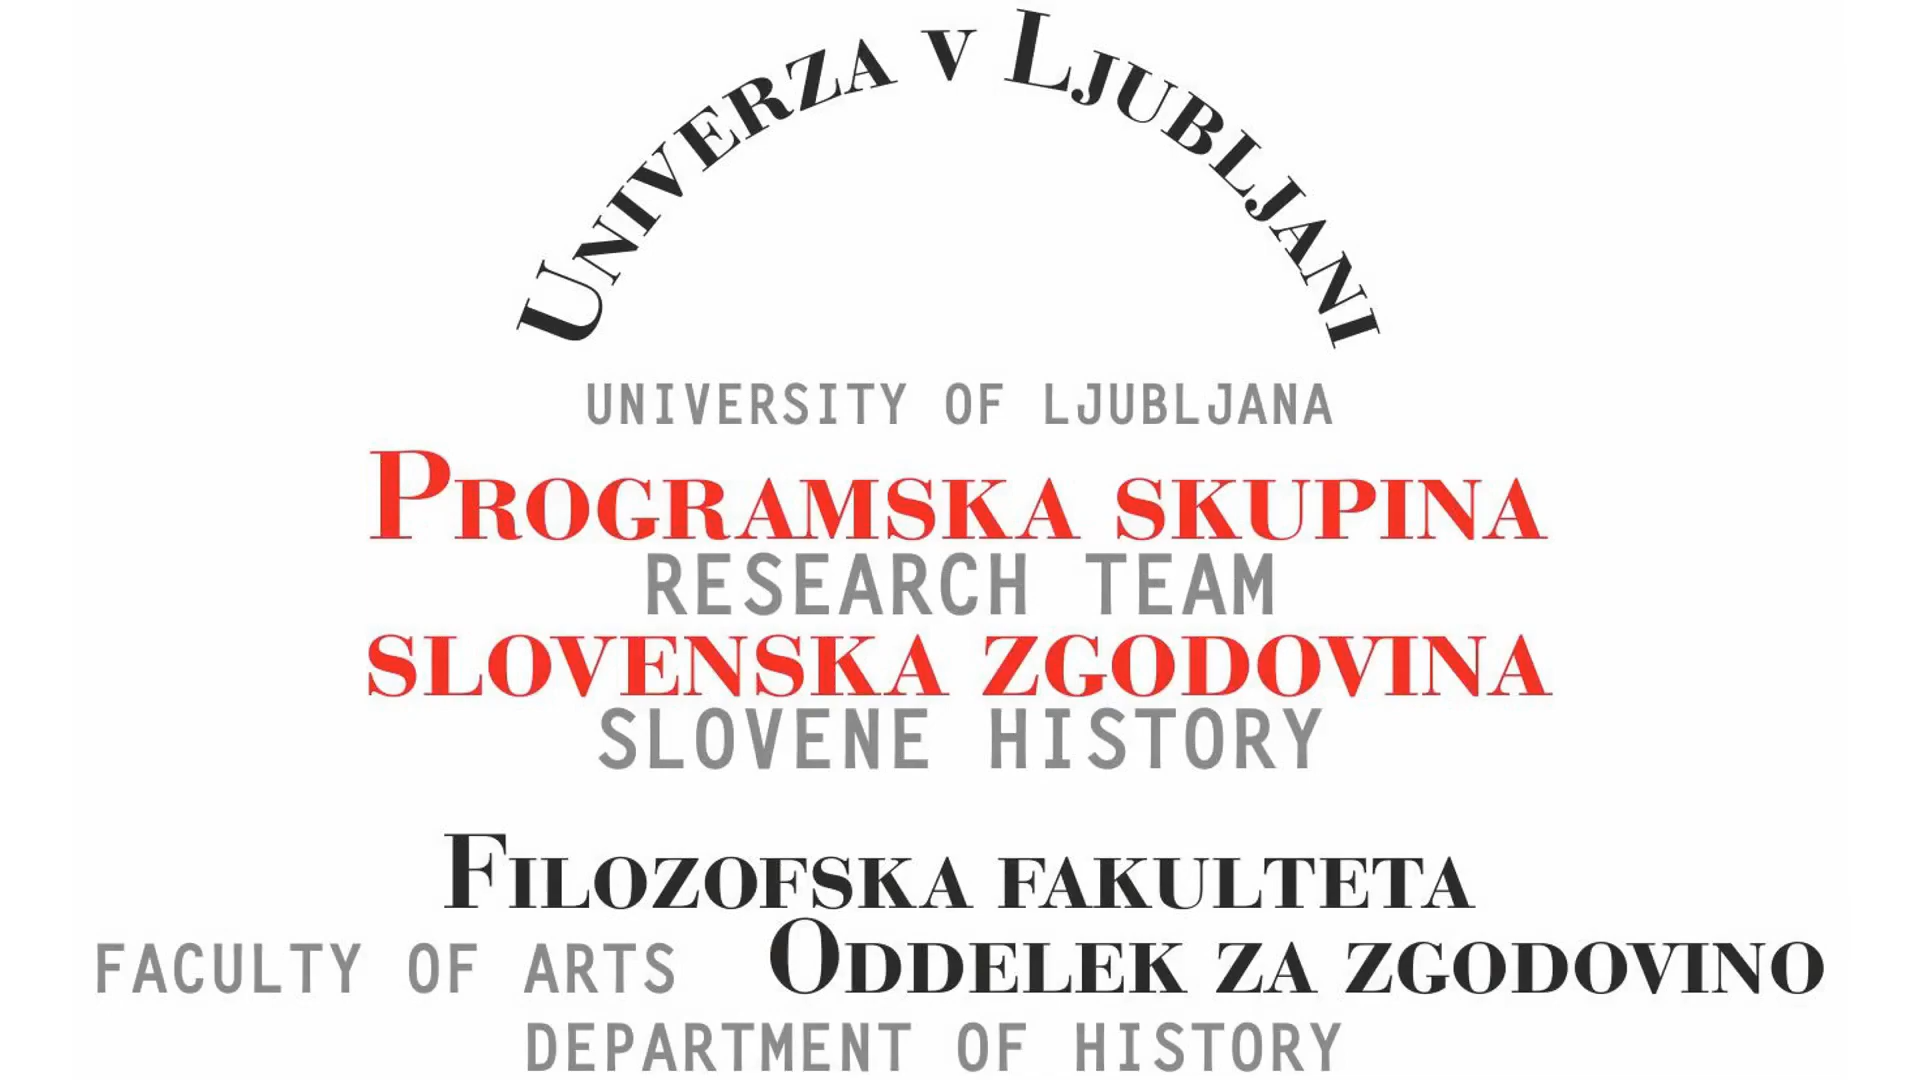 Univerza v Ljubljani
UNIVERSITY OF LJUBLJANA
Programska skupina
RESEARCH TEAM
slovenska zgodovina
SLOVENE HISTORY
Filozofska fakulteta
FACULTY OF ARTS Oddelek za zgodovino
DEPARTMENT OF HISTORY